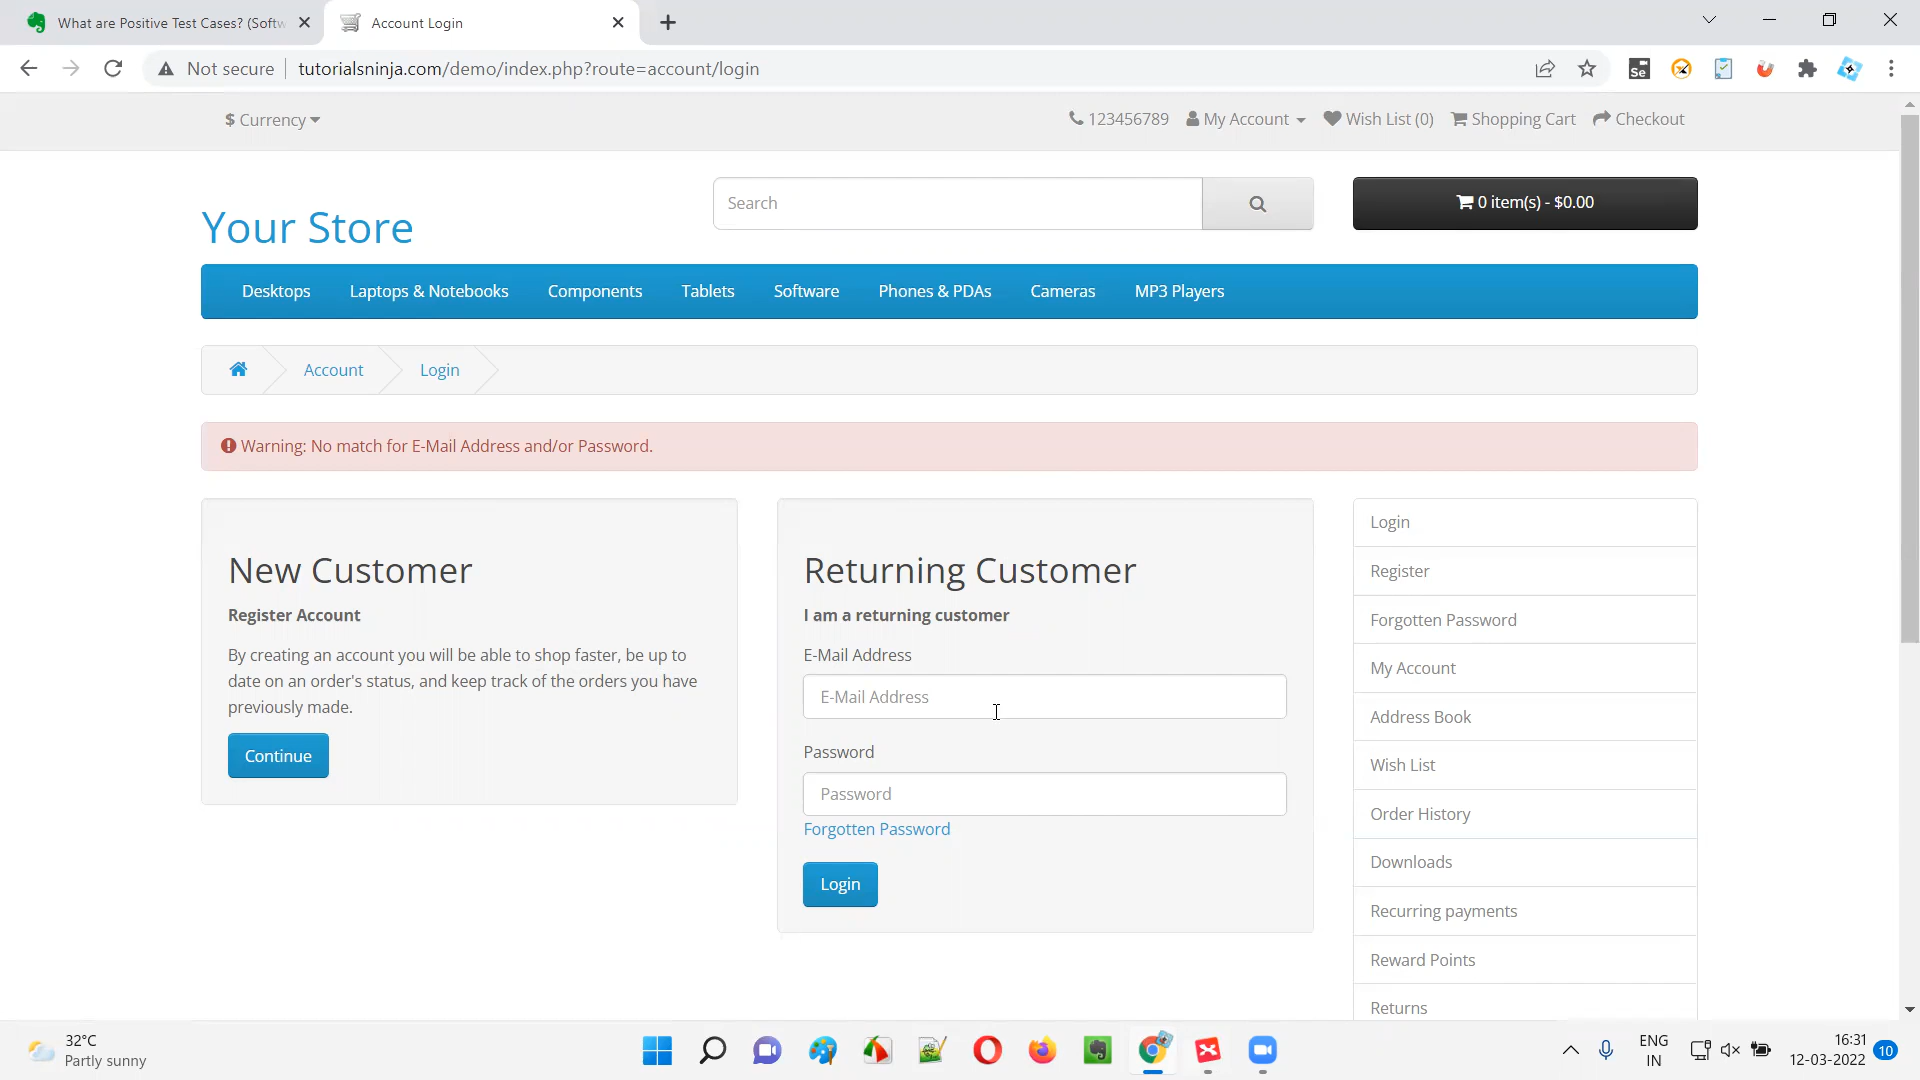 What are Positive Test Cases? (Softw
Account Login
Not secure
tutorialsninja.com/demo/index.php?route=account/login
$ Currency
123456789
My Account
Wish List (0)
Shopping Cart
Checkout
Your Store
Search
0 item(s) - $0.00
Desktops
Laptops & Notebooks
Components
Tablets
Software
Phones & PDAs
Cameras
MP3 Players
Account
Login
Warning: No match for E-Mail Address and/or Password.
New Customer
Register Account
By creating an account you will be able to shop faster, be up to
date on an order's status, and keep track of the orders you have
previously made.
Continue
Returning Customer
I am a returning customer
E-Mail Address
E-Mail Address
Password
Password
Forgotten Password
Login
Login
Register
Forgotten Password
My Account
Address Book
Wish List
Order History
Downloads
Recurring payments
Reward Points
Returns
32°C
Partly sunny
ENG
IN
16:31
12-03-2022
10